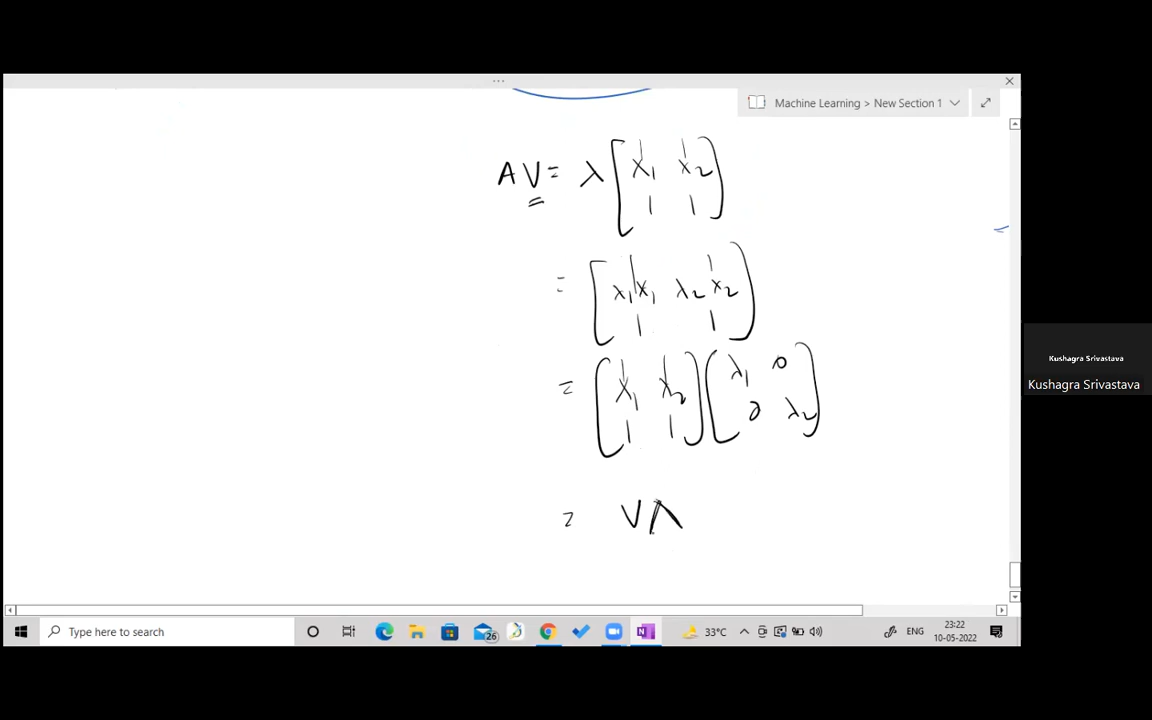 Machine Learning > New Section 1
AV = λ [x₁ x₂]
= [λ₁x₁ λ₂x₂]
= [x₁ x₂] [λ₁ 0
0 λ₂]
= VΛ
Kushagra Srivastava
Kushagra Srivastava
Type here to search
26
33°C
ENG
23:22
10-05-2022